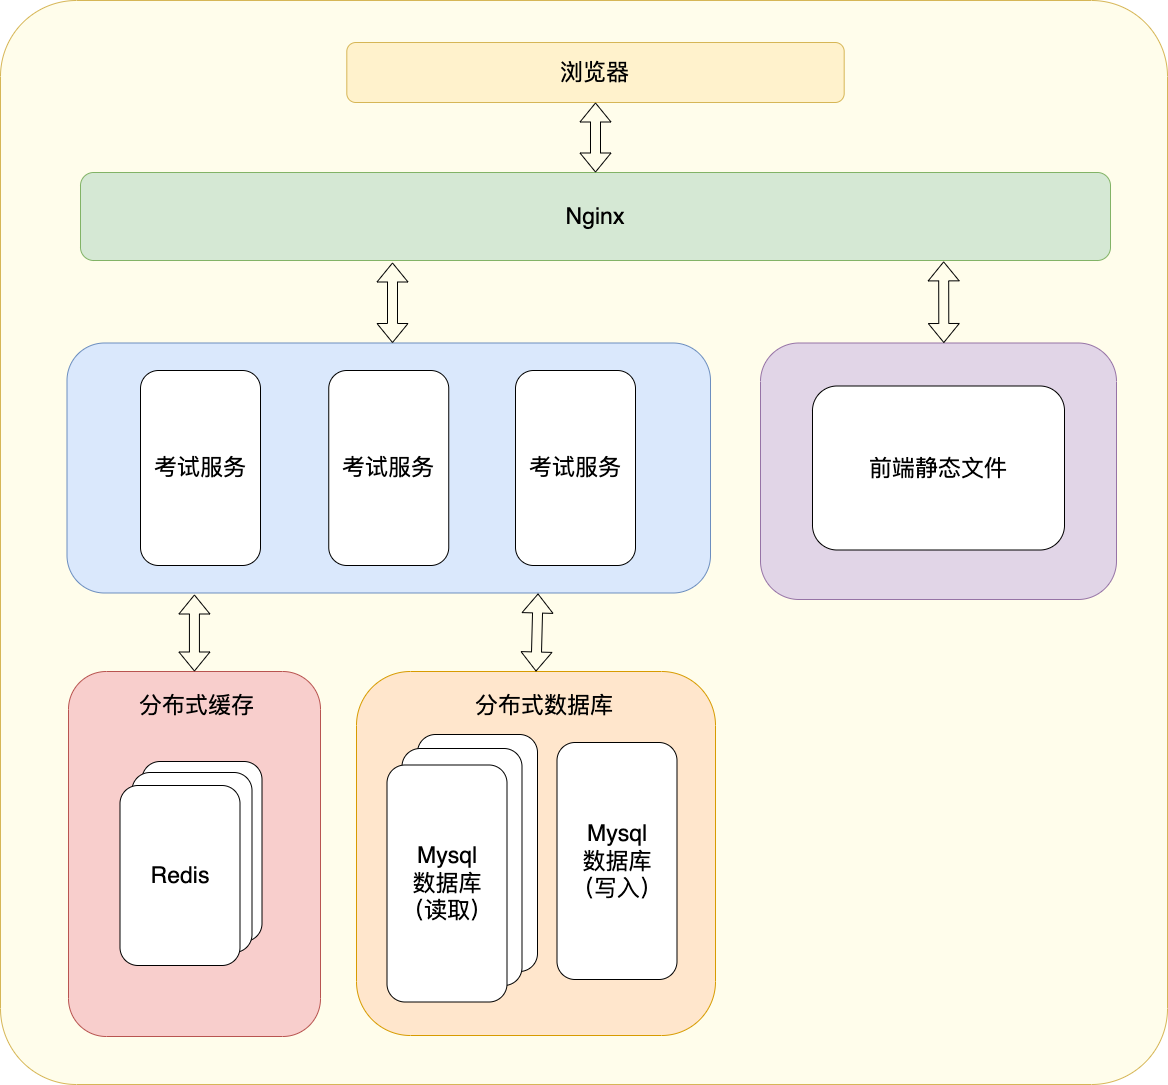 浏览器
Nginx
考试服务
考试服务
考试服务
前端静态文件
分布式缓存
Redis
分布式数据库
Mysql
数据库
（读取）
Mysql
数据库
（写入）